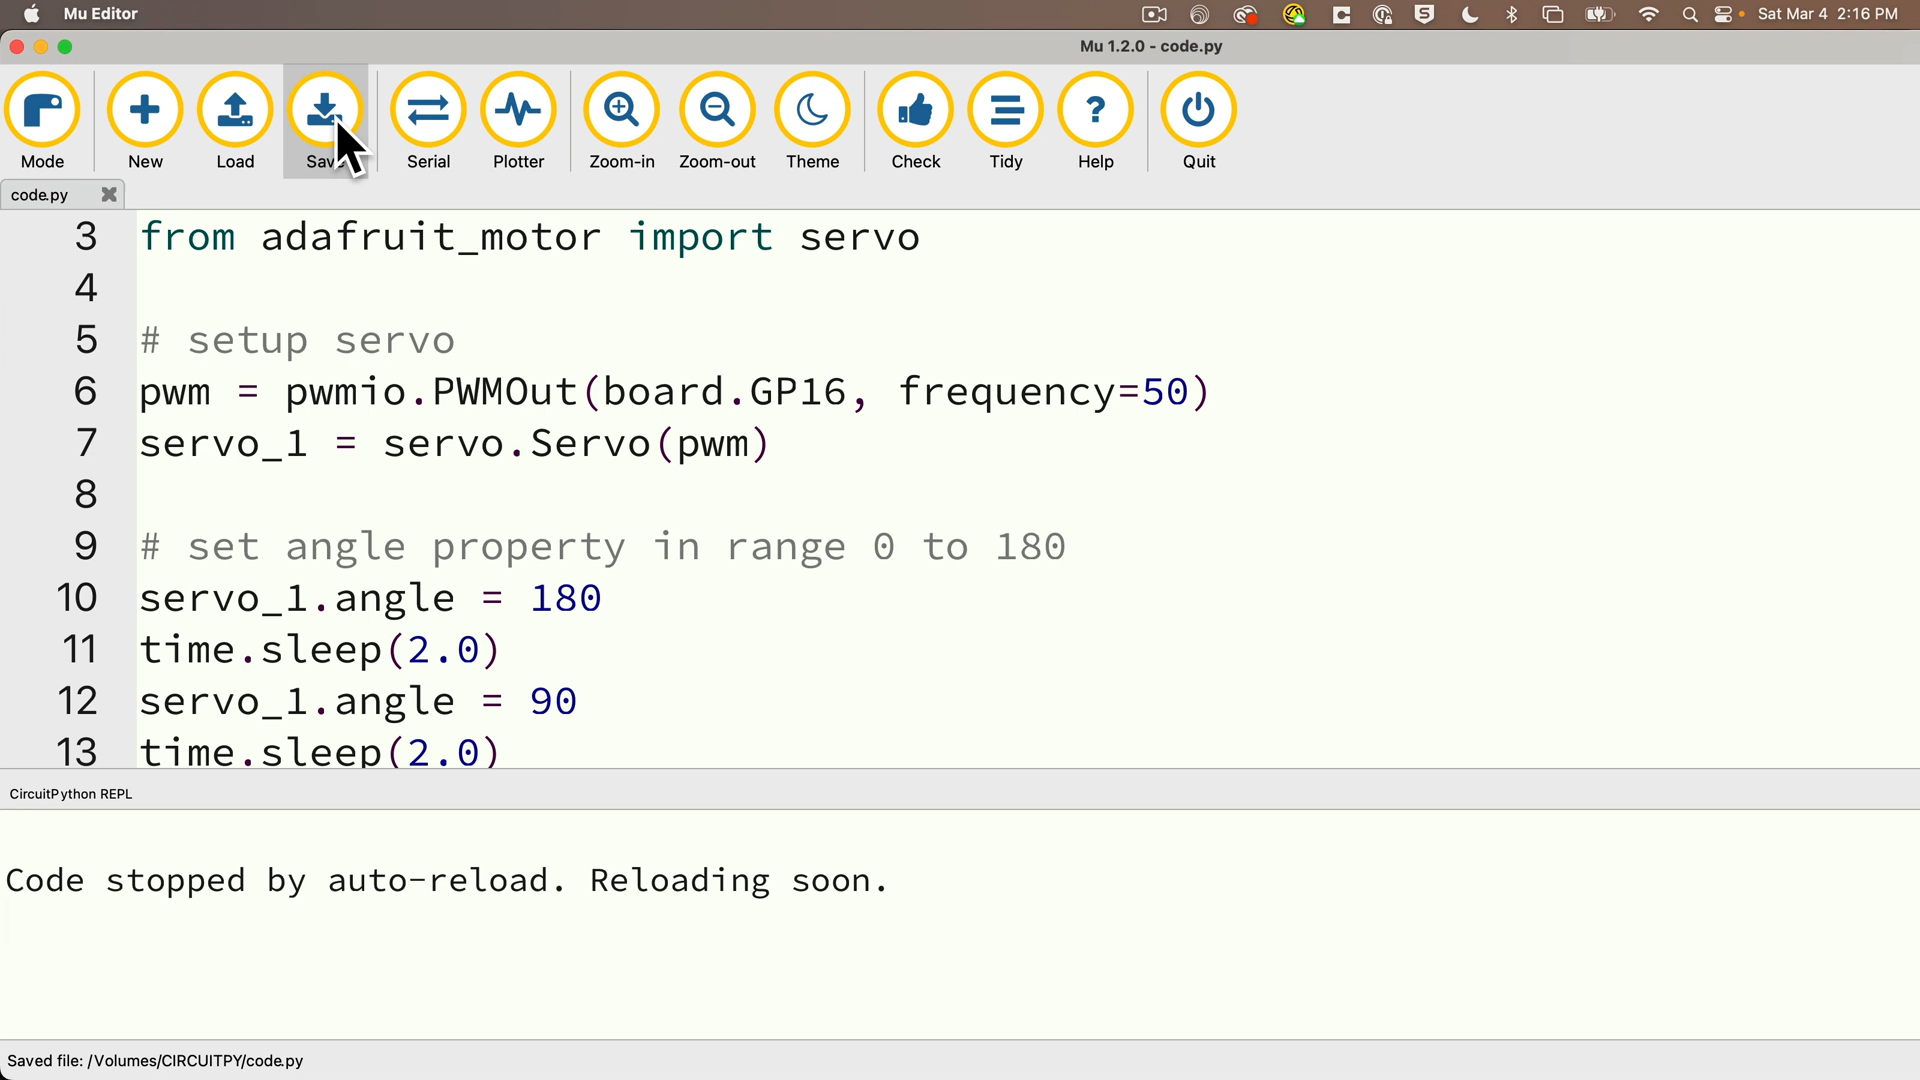 Mu Editor
Sat Mar 4 2:16 PM
Mu 1.2.0 - code.py
Mode
New
Load
Serial
Plotter
Zoom-in
Zoom-out
Theme
Check
Tidy
Help
Quit
code.py
3 from adafruit_motor import servo
4
5 # setup servo
6 pwm = pwmio.PWMOut(board.GP16, frequency=50)
7 servo_1 = servo.Servo(pwm)
8
9 # set angle property in range 0 to 180
10 servo_1.angle = 180
11 time.sleep(2.0)
12 servo_1.angle = 90
13 time.sleep(2.0)
CircuitPython REPL
Code stopped by auto-reload. Reloading soon.
Saved file: /Volumes/CIRCUITPY/code.py